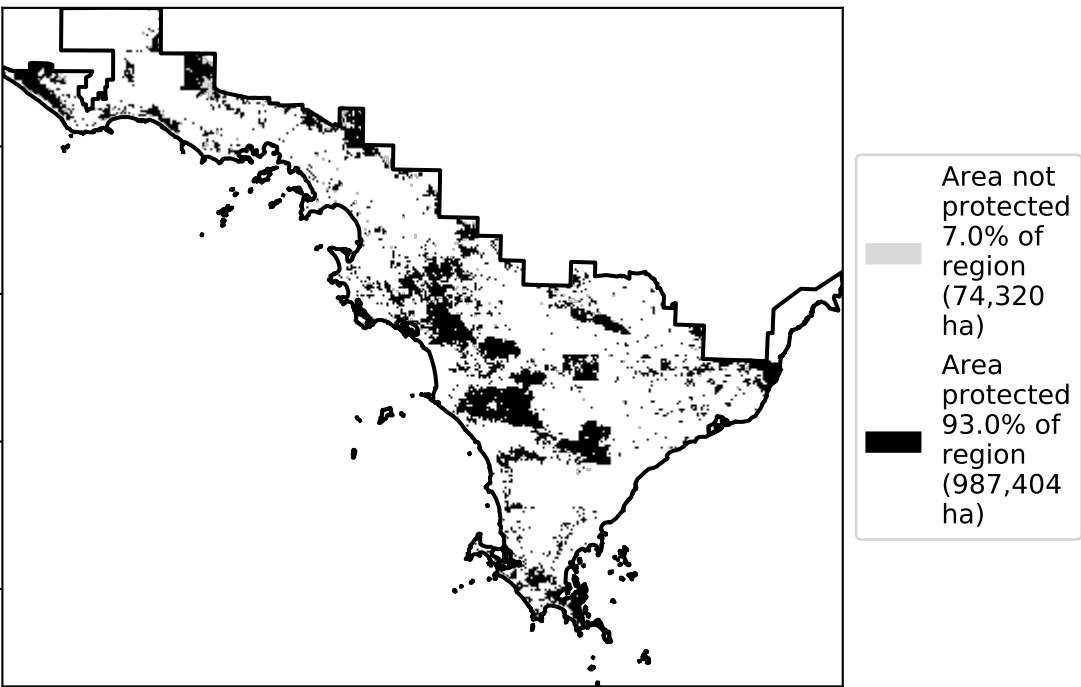 Area not
protected
7.0% of
region
(74,320
ha)
Area
protected
93.0% of
region
(987,404
ha)